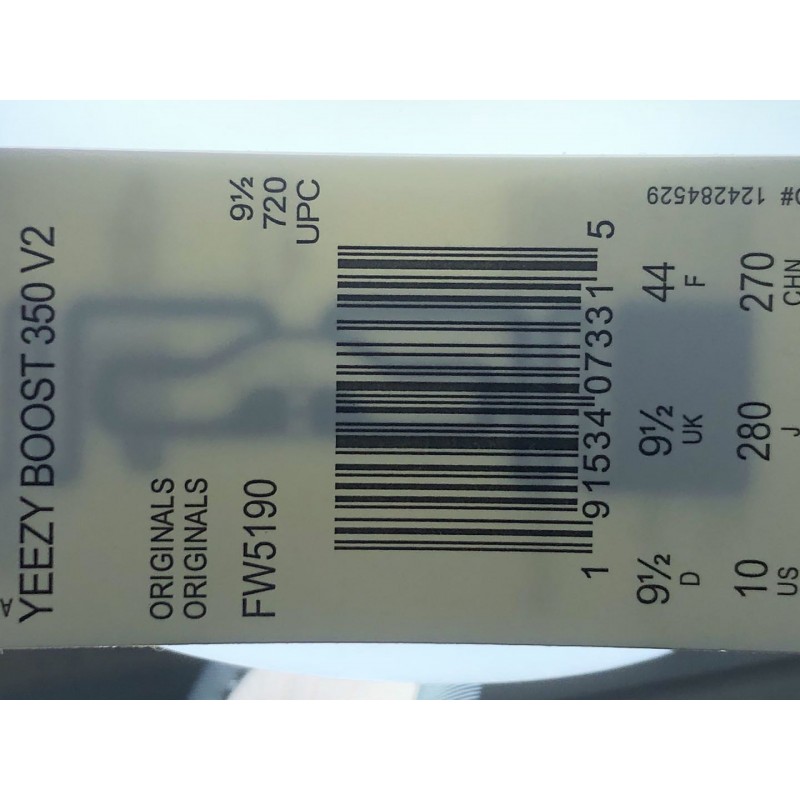 A
YEEZY BOOST 350 V2
ORIGINALS
ORIGINALS
FW5190
9½
720
UPC
1 91534 07331 5
9½ 9½ 44
D UK F
10 280 270
US J CHN
# 124284529